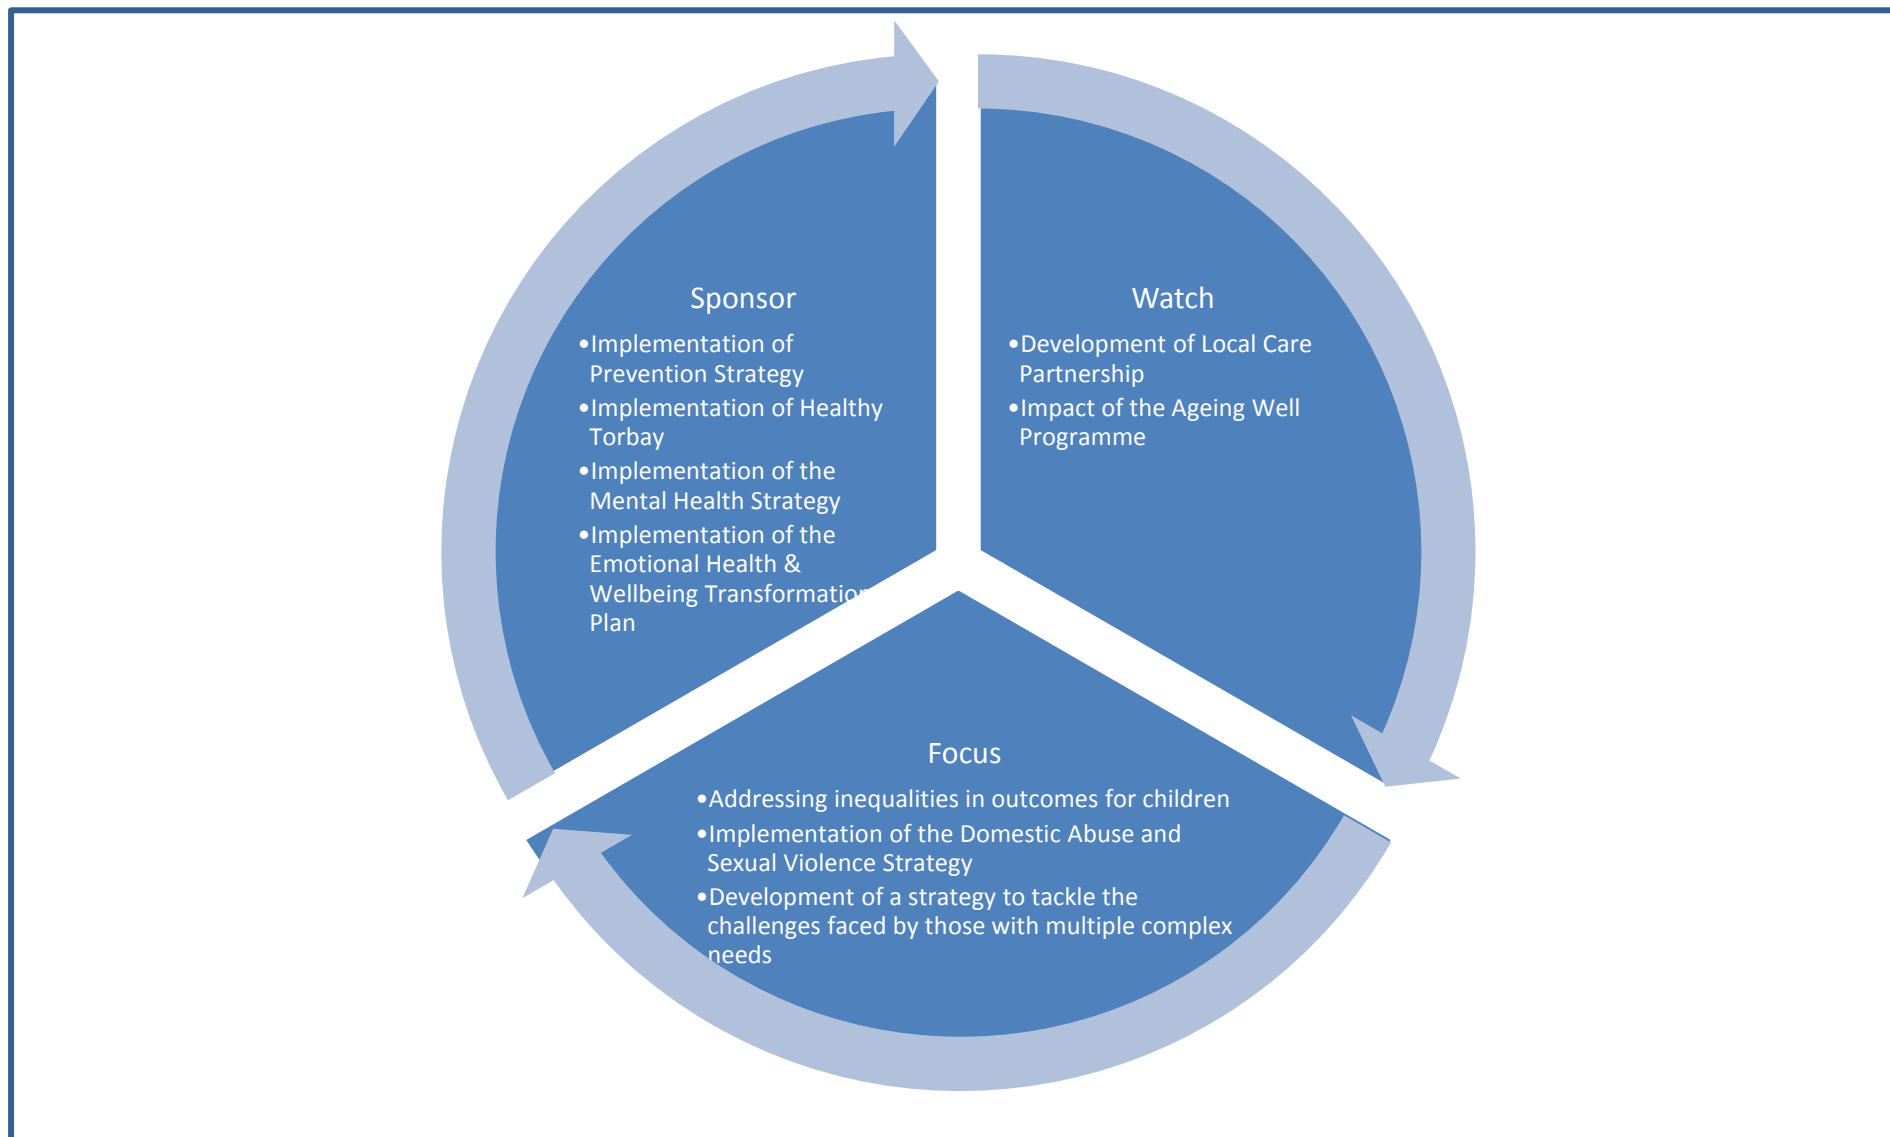 Sponsor
•Implementation of
Prevention Strategy
•Implementation of Healthy
Torbay
•Implementation of the
Mental Health Strategy
•Implementation of the
Emotional Health &
Wellbeing Transformation
Plan
Watch
•Development of Local Care
Partnership
•Impact of the Ageing Well
Programme
Focus
•Addressing inequalities in outcomes for children
•Implementation of the Domestic Abuse and
Sexual Violence Strategy
•Development of a strategy to tackle the
challenges faced by those with multiple complex
needs